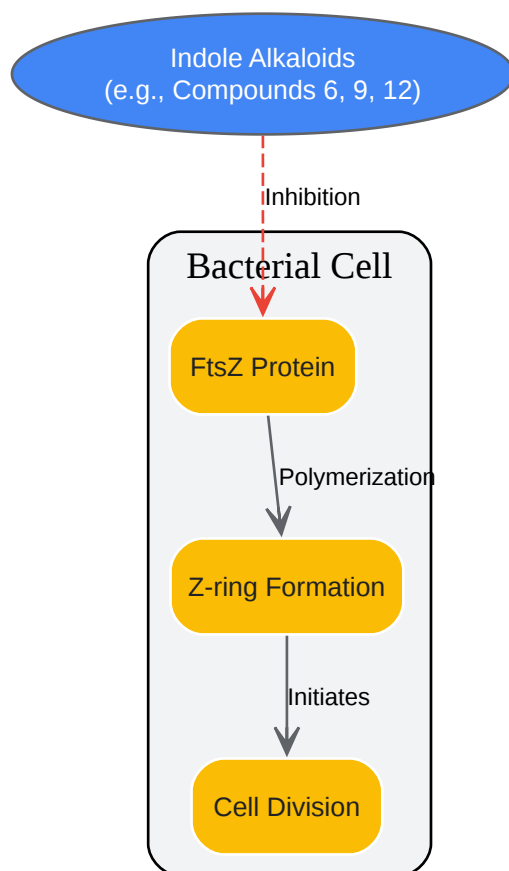 Indole Alkaloids
(e.g., Compounds 6, 9, 12)
Inhibition
Bacterial Cell
FtsZ Protein
Polymerization
Z-ring Formation
Initiates
Cell Division